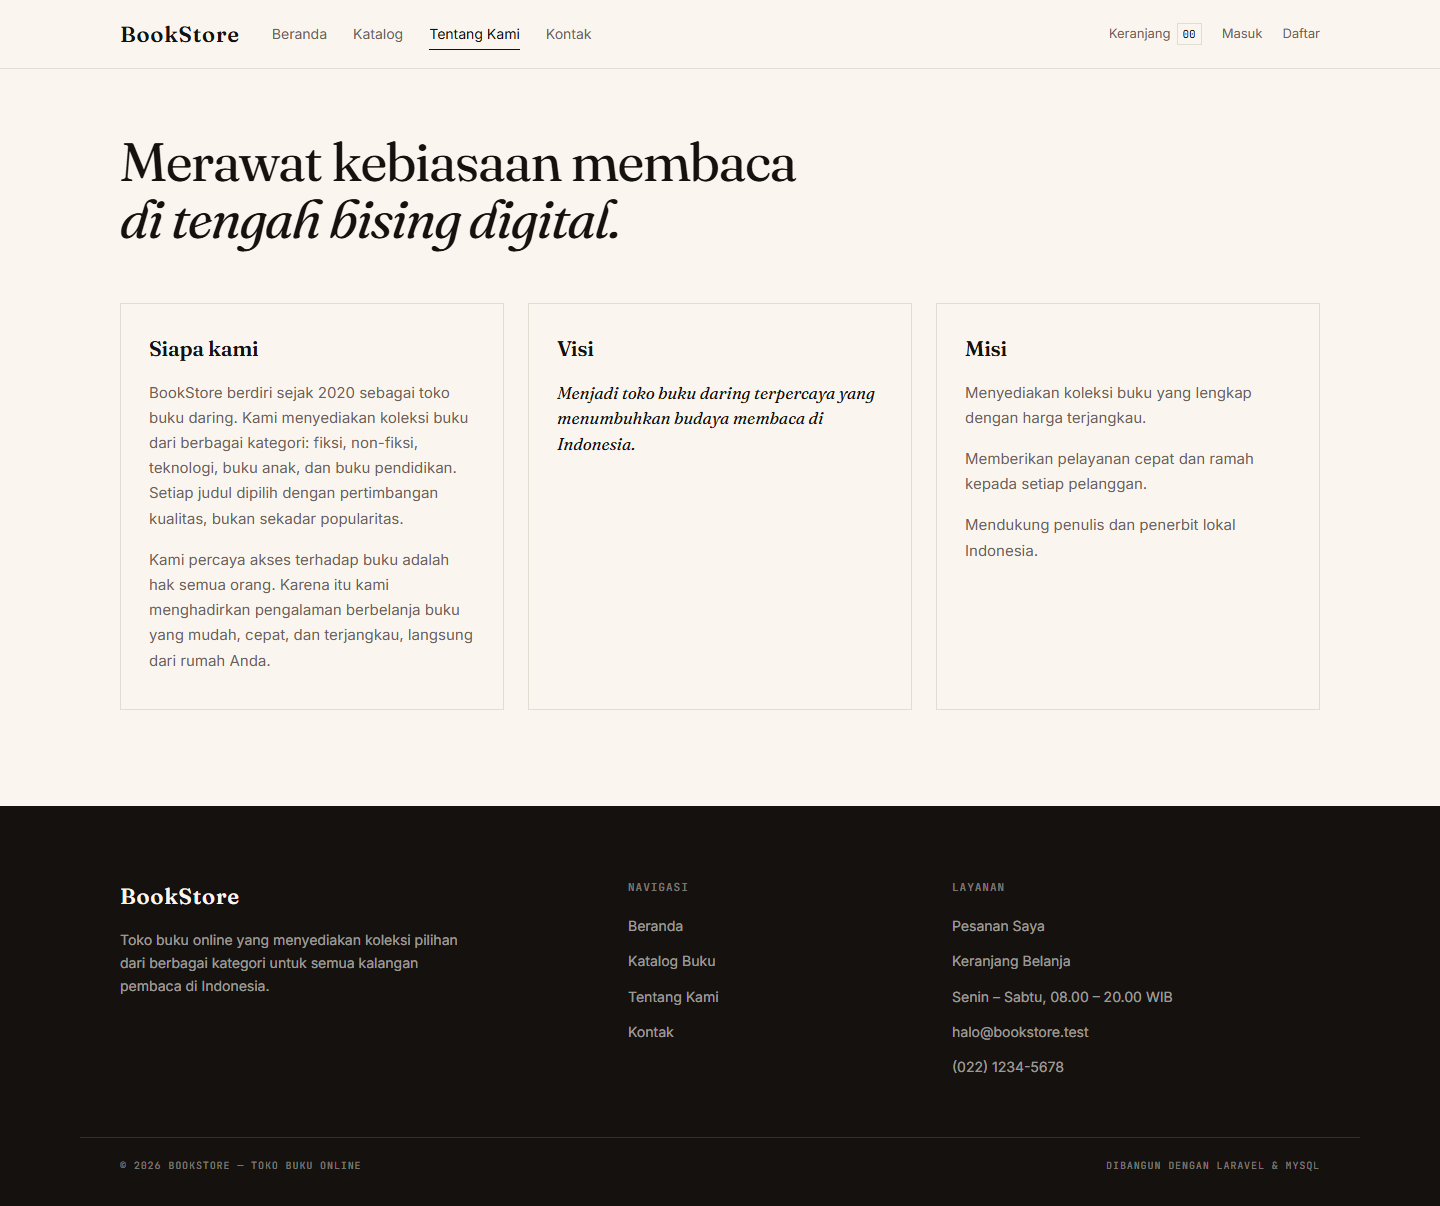 BookStore
Beranda
Katalog
Tentang Kami
Kontak
Keranjang 00
Masuk
Daftar
Merawat kebiasaan membaca
di tengah bising digital.
Siapa kami
BookStore berdiri sejak 2020 sebagai toko
buku daring. Kami menyediakan koleksi buku
dari berbagai kategori: fiksi, non-fiksi,
teknologi, buku anak, dan buku pendidikan.
Setiap judul dipilih dengan pertimbangan
kualitas, bukan sekadar popularitas.
Kami percaya akses terhadap buku adalah
hak semua orang. Karena itu kami
menghadirkan pengalaman berbelanja buku
yang mudah, cepat, dan terjangkau, langsung
dari rumah Anda.
Visi
Menjadi toko buku daring terpercaya yang
menumbuhkan budaya membaca di
Indonesia.
Misi
Menyediakan koleksi buku yang lengkap
dengan harga terjangkau.
Memberikan pelayanan cepat dan ramah
kepada setiap pelanggan.
Mendukung penulis dan penerbit lokal
Indonesia.
BookStore
Toko buku online yang menyediakan koleksi pilihan
dari berbagai kategori untuk semua kalangan
pembaca di Indonesia.
NAVIGASI
Beranda
Katalog Buku
Tentang Kami
Kontak
LAYANAN
Pesanan Saya
Keranjang Belanja
Senin – Sabtu, 08.00 – 20.00 WIB
halo@bookstore.test
(022) 1234-5678
© 2026 BOOKSTORE — TOKO BUKU ONLINE
DIBANGUN DENGAN LARAVEL & MYSQL